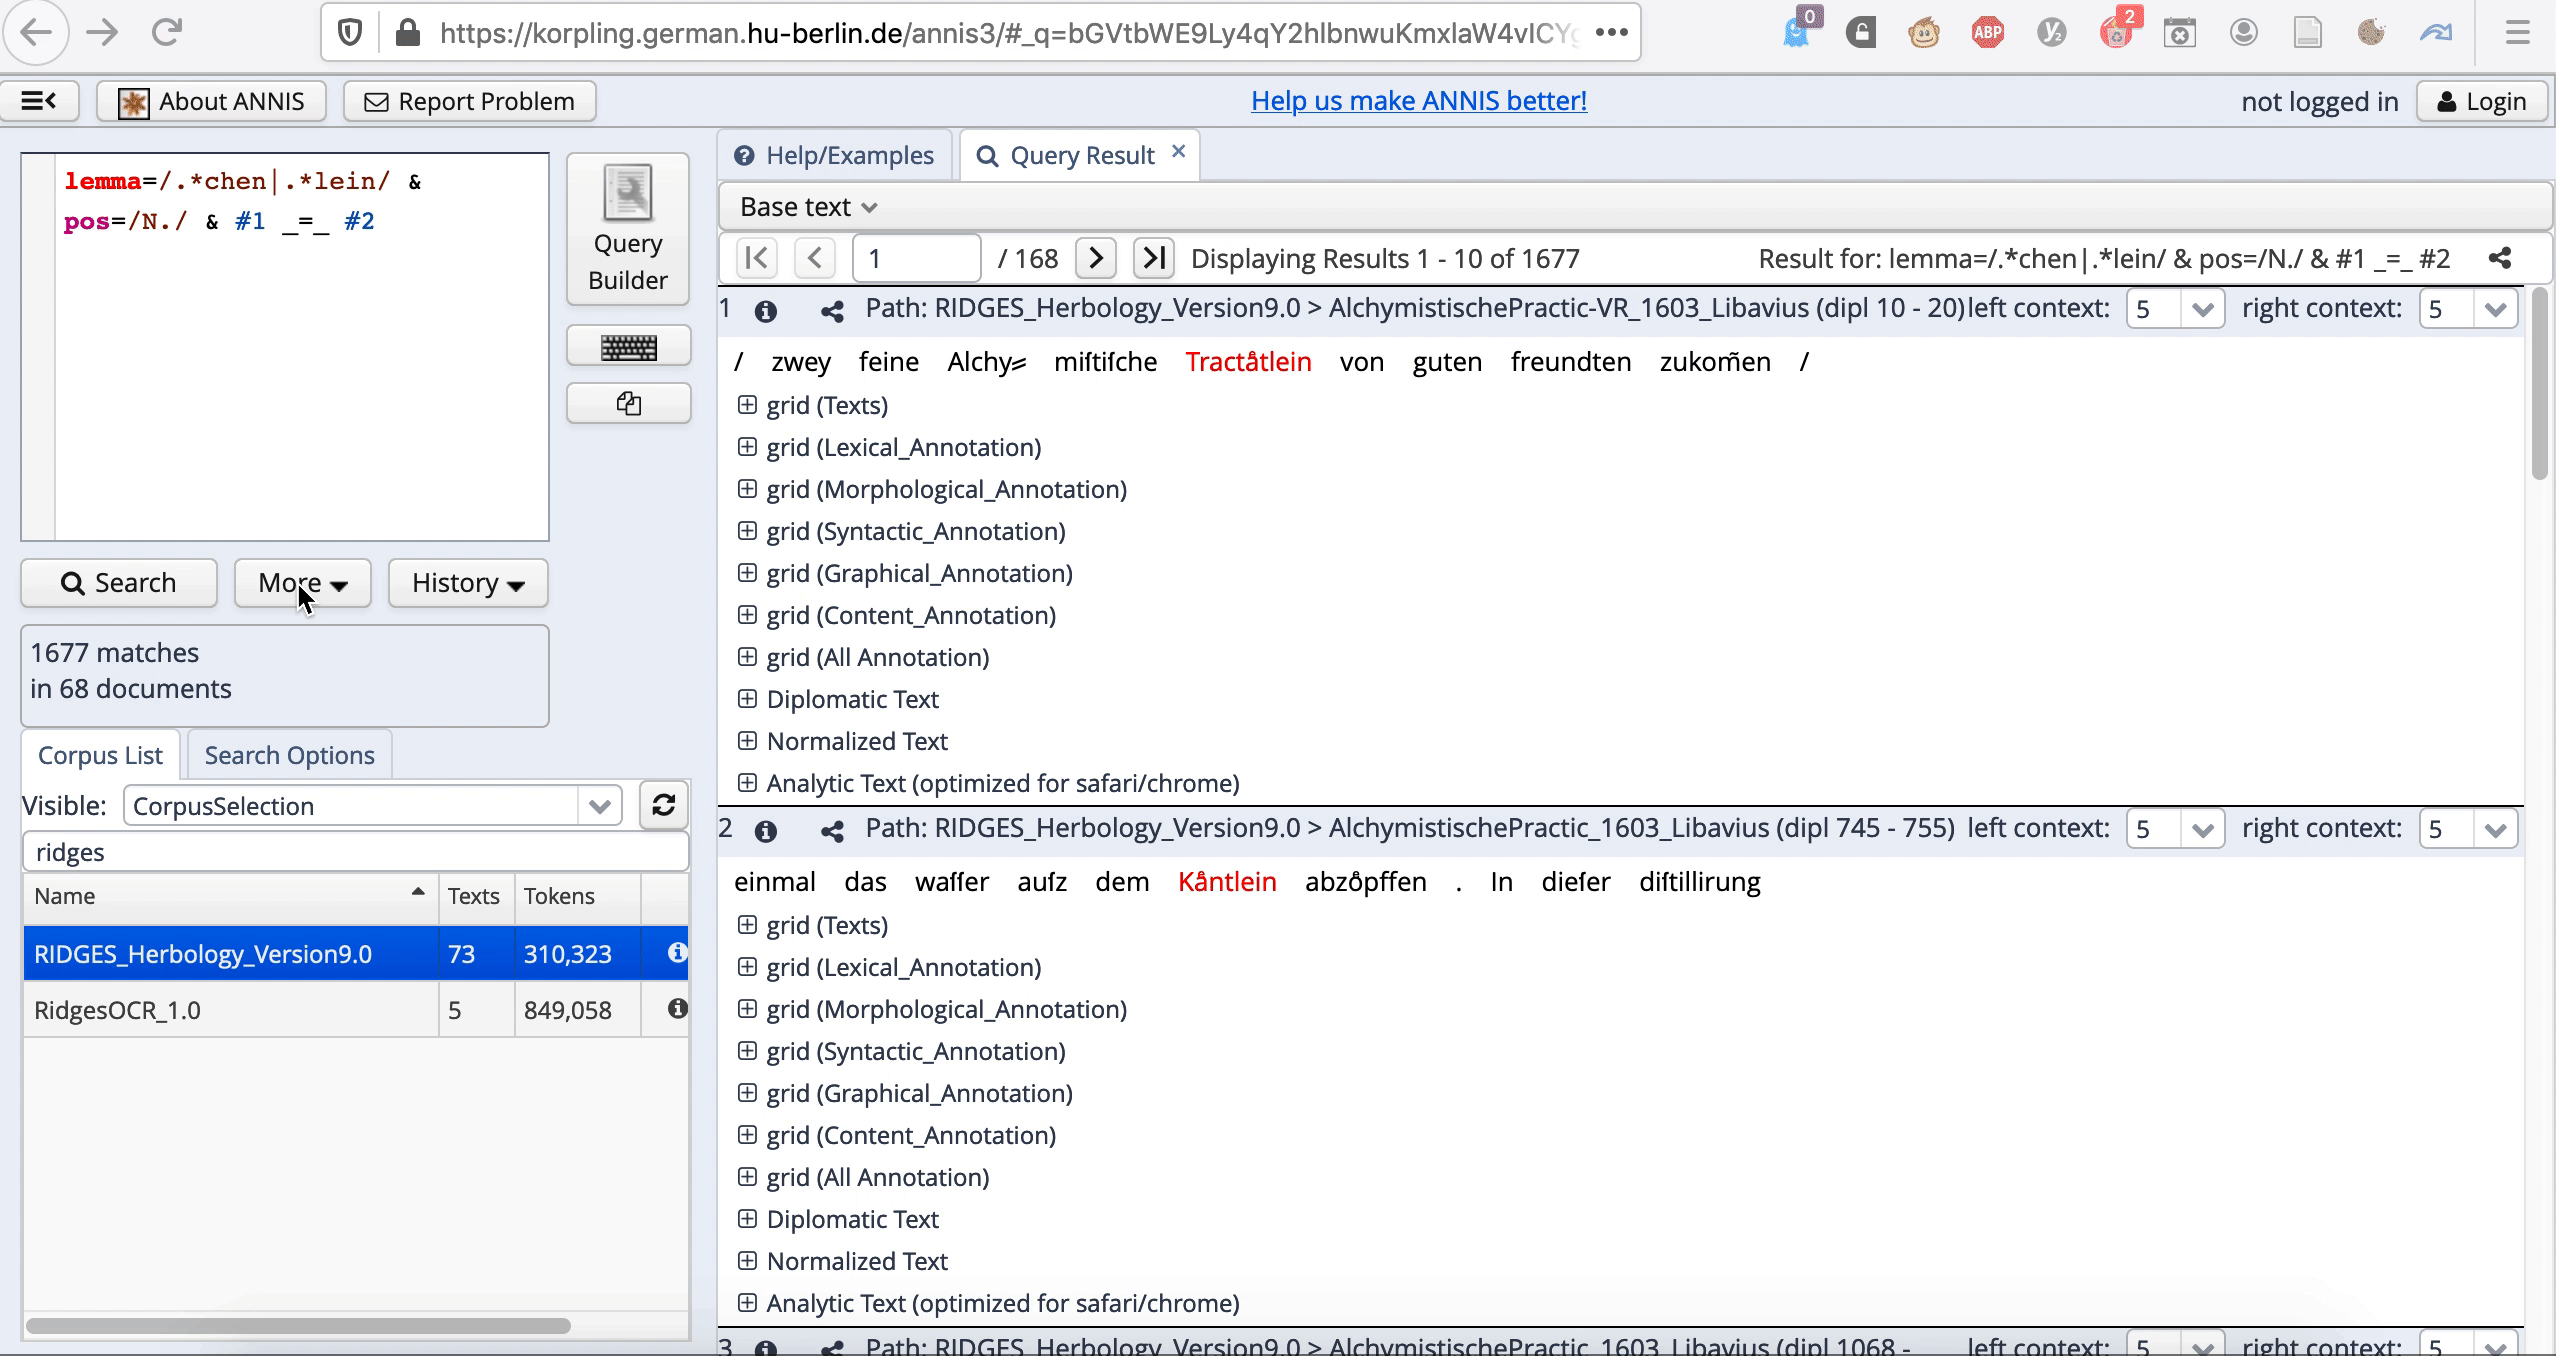 https://korpling.german.hu-berlin.de/annis3/#_q=bGVtbWE9Ly4qY2hlbnwuKmxlaW4vICY
0
ABP
y2
2
About ANNIS
Report Problem
Help us make ANNIS better!
not logged in
Login
lemma=/.*chen|.*lein/ &
pos=/N./ & #1 _=_ #2
Query
Builder
Search
More
History
1677 matches
in 68 documents
Corpus List
Search Options
Visible:
CorpusSelection
ridges
Name Texts Tokens
RIDGES_Herbology_Version9.0 73 310,323
RidgesOCR_1.0 5 849,058
Help/Examples
Query Result
Base text
1 / 168 Displaying Results 1 - 10 of 1677 Result for: lemma=/.*chen|.*lein/ & pos=/N./ & #1 _=_ #2
1 Path: RIDGES_Herbology_Version9.0 > AlchymistischePractic-VR_1603_Libavius (dipl 10 - 20) left context: 5 right context: 5
/ zwey feine Alchy⸗ miſtiſche Tractaͤtlein von guten freundten zukom̃en /
grid (Texts)
grid (Lexical_Annotation)
grid (Morphological_Annotation)
grid (Syntactic_Annotation)
grid (Graphical_Annotation)
grid (Content_Annotation)
grid (All Annotation)
Diplomatic Text
Normalized Text
Analytic Text (optimized for safari/chrome)
2 Path: RIDGES_Herbology_Version9.0 > AlchymistischePractic_1603_Libavius (dipl 745 - 755) left context: 5 right context: 5
einmal das waſſer auſz dem Kaͤntlein abzoͤpffen . In dieſer diſtillirung
grid (Texts)
grid (Lexical_Annotation)
grid (Morphological_Annotation)
grid (Syntactic_Annotation)
grid (Graphical_Annotation)
grid (Content_Annotation)
grid (All Annotation)
Diplomatic Text
Normalized Text
Analytic Text (optimized for safari/chrome)
3 Path: RIDGES_Herbology_Version9.0 > AlchymistischePractic_1603_Libavius (dipl 1068 - left context: 5 right context: 5